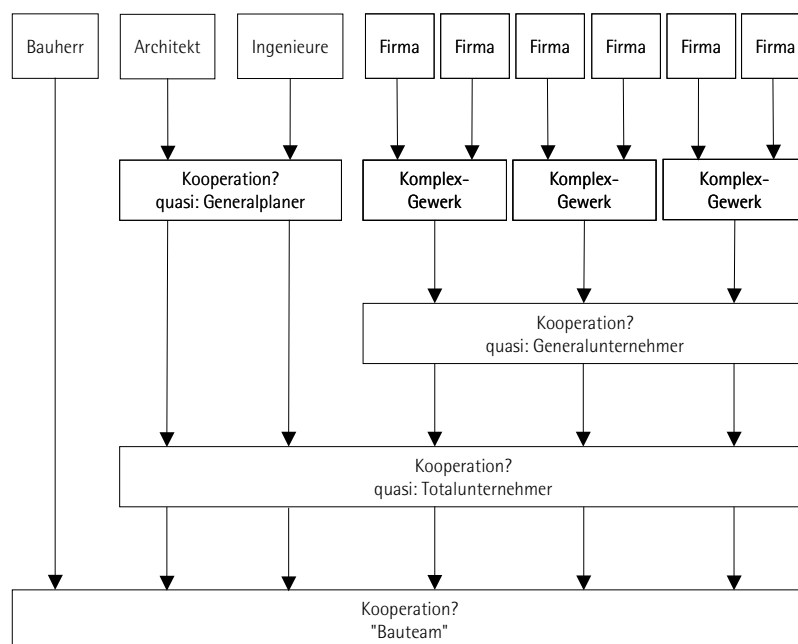 Bauherr
Architekt
Ingenieure
Firma
Firma
Firma
Firma
Firma
Firma
Kooperation?
quasi: Generalplaner
Komplex-
Gewerk
Komplex-
Gewerk
Komplex-
Gewerk
Kooperation?
quasi: Generalunternehmer
Kooperation?
quasi: Totalunternehmer
Kooperation?
"Bauteam"